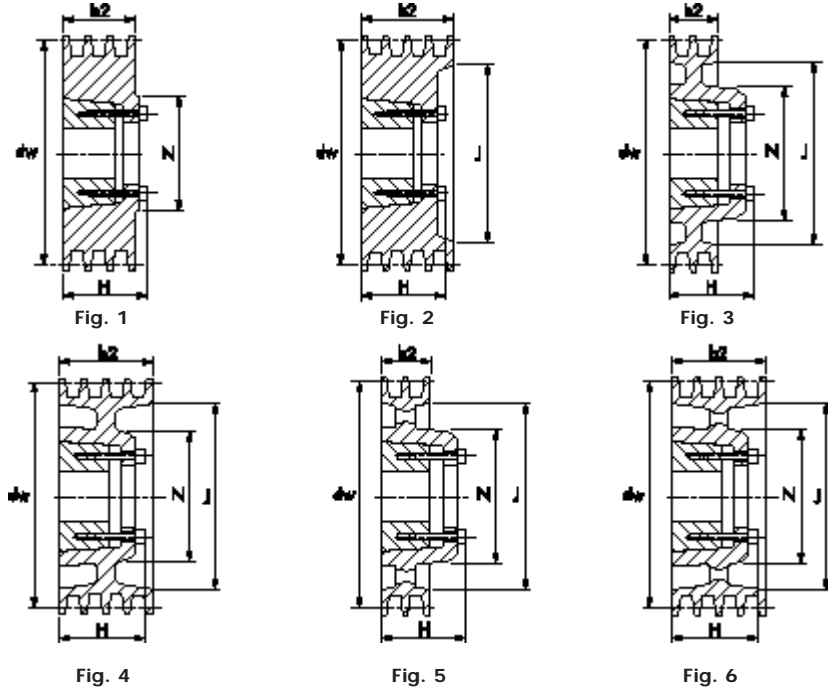 b2
b2
b2
dw
N
dw
J
dw
N
J
H
H
H
Fig. 1
Fig. 2
Fig. 3
b2
b2
b2
dw
N
J
dw
N
J
dw
N
J
H
H
H
Fig. 4
Fig. 5
Fig. 6